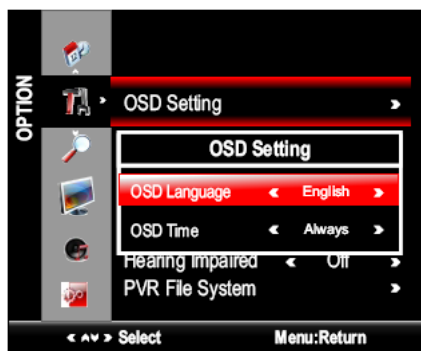 OPTION
OSD Setting
OSD Setting
OSD Language English
OSD Time Always
Hearing Impaired Off
PVR File System
Select Menu:Return